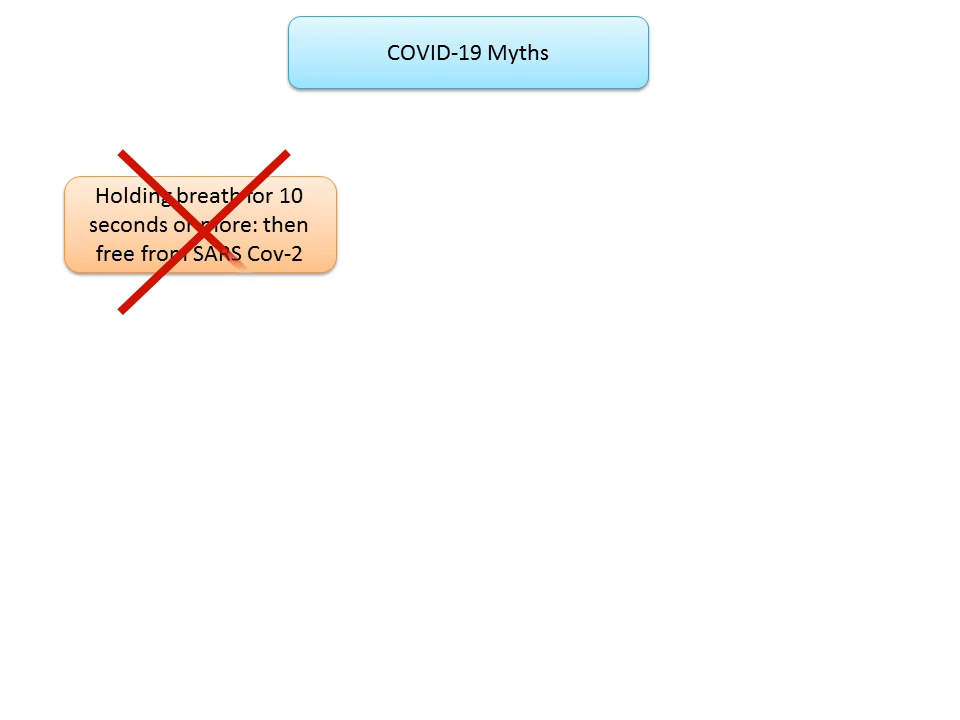 COVID-19 Myths
Holding breath for 10
seconds or more: then
free from SARS Cov-2